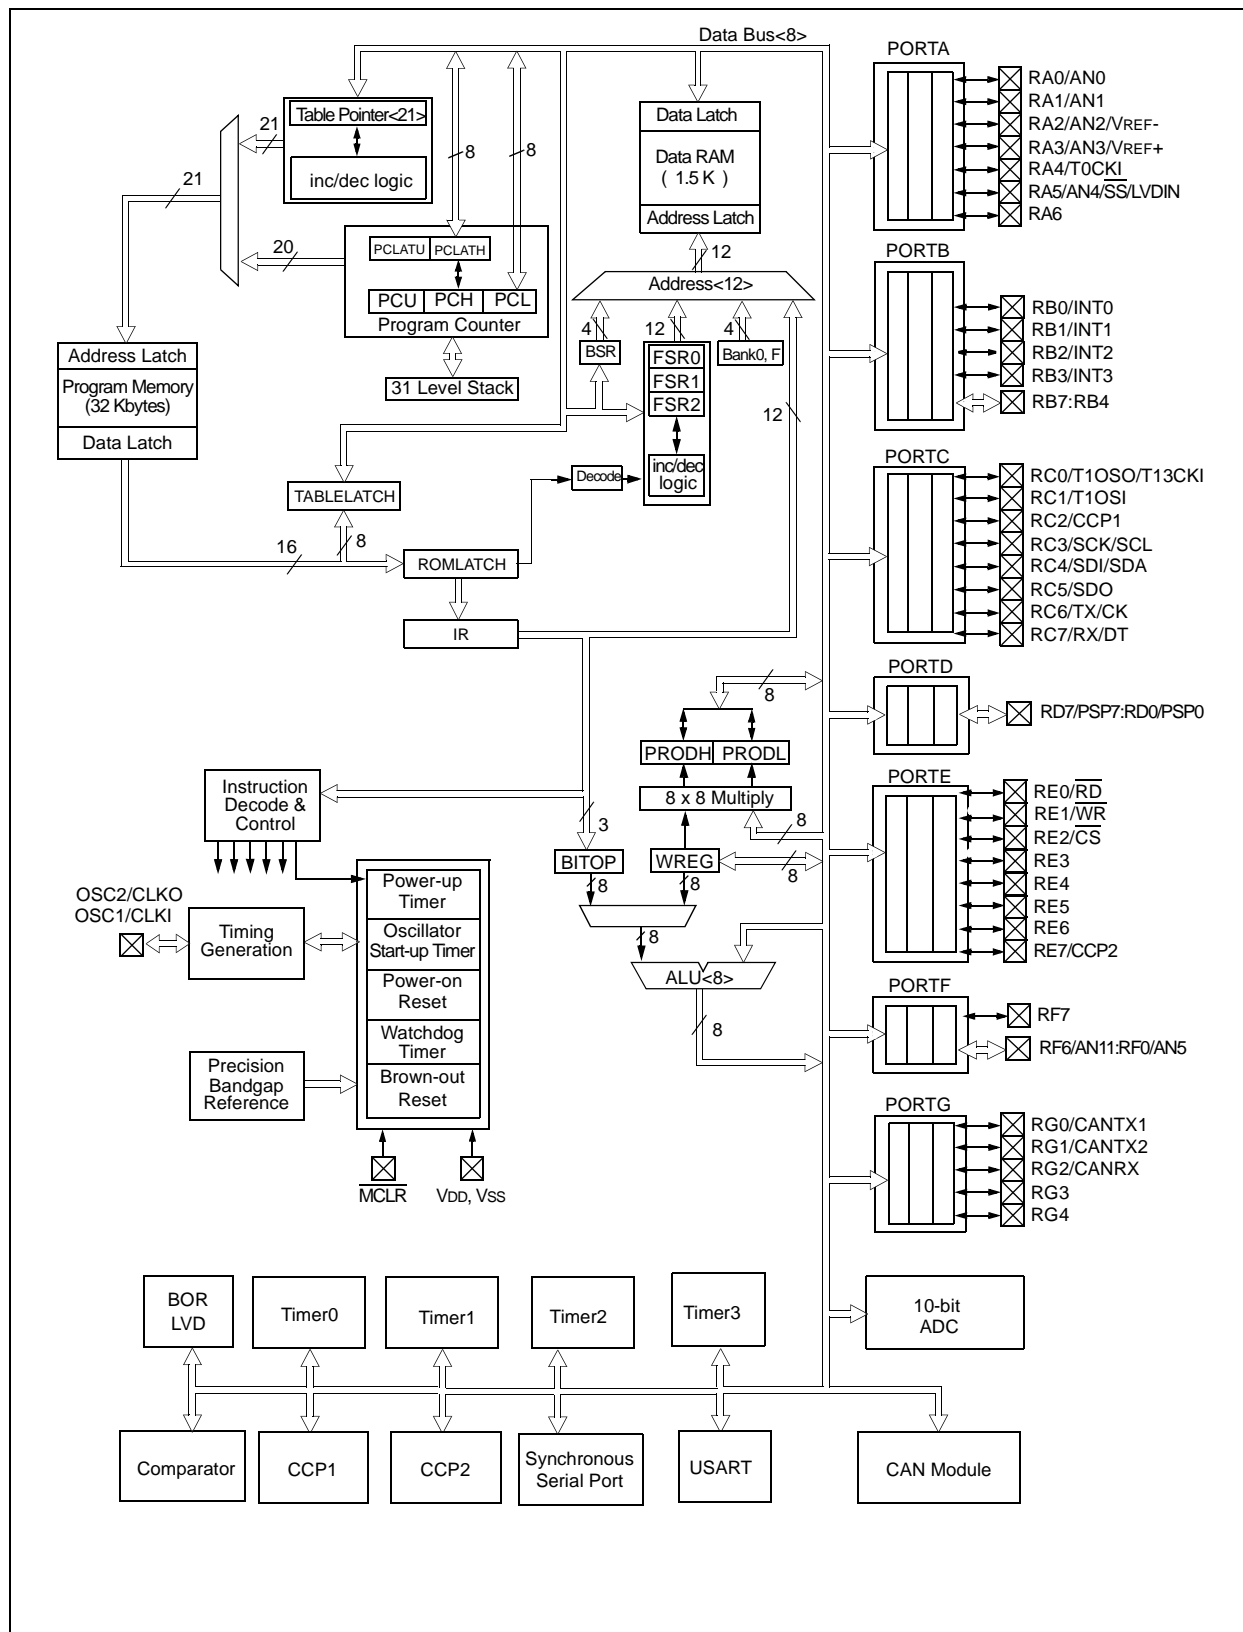 Data Bus<8>
PORTA
RA0/AN0
RA1/AN1
RA2/AN2/VREF-
RA3/AN3/VREF+
RA4/T0CKI
RA5/AN4/SS/LVDIN
RA6
Table Pointer<21>
inc/dec logic
21
21
20
8
8
Data Latch
Data RAM
( 1.5 K )
Address Latch
12
Address<12>
PCLATU
PCLATH
PCU
PCH
PCL
Program Counter
31 Level Stack
4
12
4
BSR
FSR0
FSR1
FSR2
Bank0, F
inc/dec
logic
12
Decode
Address Latch
Program Memory
(32 Kbytes)
Data Latch
TABLELATCH
16
8
ROMLATCH
IR
PORTB
RB0/INT0
RB1/INT1
RB2/INT2
RB3/INT3
RB7:RB4
PORTC
RC0/T1OSO/T13CKI
RC1/T1OSI
RC2/CCP1
RC3/SCK/SCL
RC4/SDI/SDA
RC5/SDO
RC6/TX/CK
RC7/RX/DT
PORTD
RD7/PSP7:RD0/PSP0
8
PRODH
PRODL
8 x 8 Multiply
8
3
BITOP
WREG
8
8
8
8
ALU<8>
8
Instruction
Decode &
Control
OSC2/CLKO
OSC1/CLKI
Timing
Generation
Power-up
Timer
Oscillator
Start-up Timer
Power-on
Reset
Watchdog
Timer
Brown-out
Reset
Precision
Bandgap
Reference
MCLR
VDD, VSS
PORTE
RE0/RD
RE1/WR
RE2/CS
RE3
RE4
RE5
RE6
RE7/CCP2
PORTF
RF7
RF6/AN11:RF0/AN5
PORTG
RG0/CANTX1
RG1/CANTX2
RG2/CANRX
RG3
RG4
BOR
LVD
Timer0
Timer1
Timer2
Timer3
10-bit
ADC
Comparator
CCP1
CCP2
Synchronous
Serial Port
USART
CAN Module